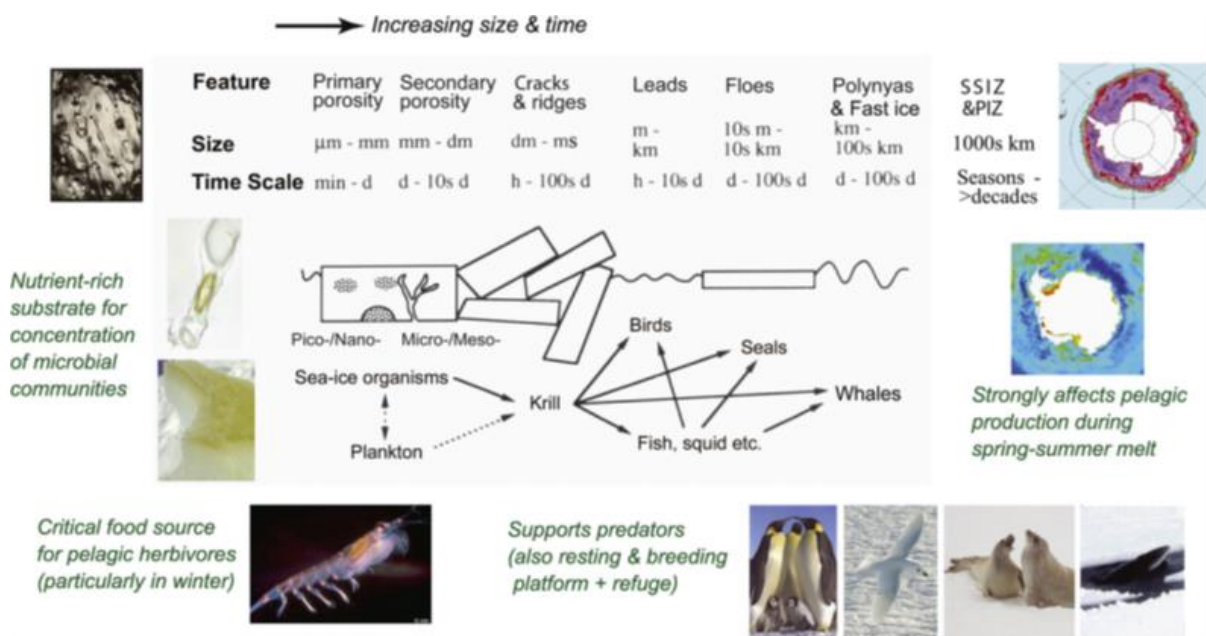 Increasing size & time
Feature Primary porosity Secondary porosity Cracks & ridges Leads Floes Polynyas & Fast ice SSIZ &PIZ
Size μm - mm mm - dm dm - ms m - km 10s m - 10s km km - 100s km 1000s km
Time Scale min - d d - 10s d h - 100s d h - 10s d d - 100s d d - 100s d Seasons - >decades
Nutrient-rich
substrate for
concentration
of microbial
communities
Pico-/Nano- Micro-/Meso-
Sea-ice organisms
Plankton
Krill
Birds
Seals
Whales
Fish, squid etc.
Strongly affects pelagic
production during
spring-summer melt
Critical food source
for pelagic herbivores
(particularly in winter)
Supports predators
(also resting & breeding
platform + refuge)